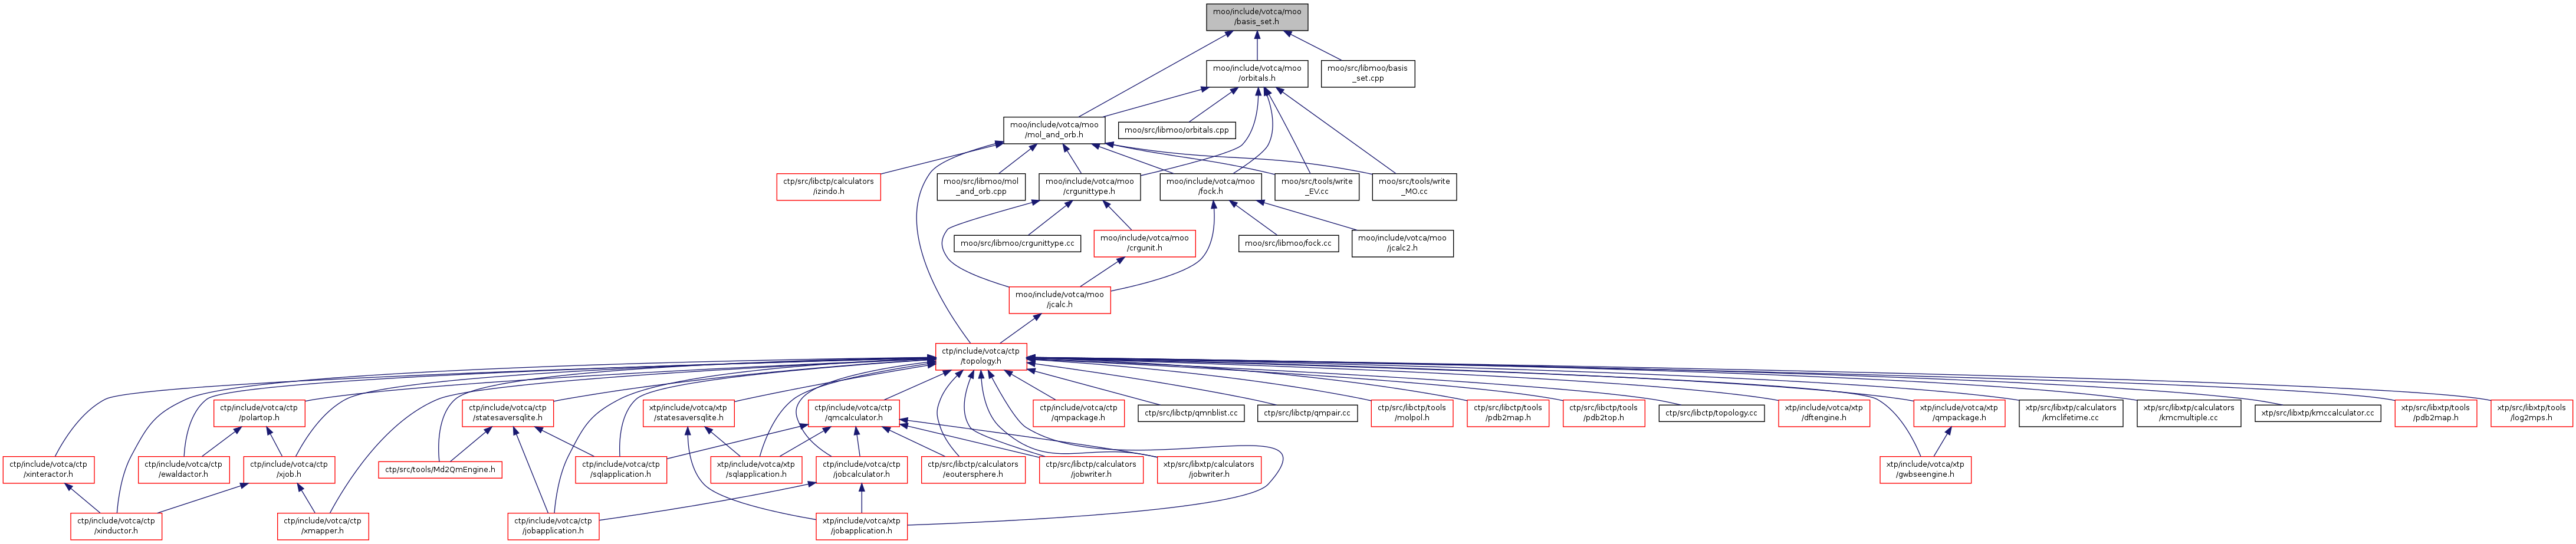 moo/include/votca/moo
/basis_set.h
moo/include/votca/moo
/orbitals.h
moo/src/libmoo/basis
_set.cpp
moo/include/votca/moo
/mol_and_orb.h
moo/src/libmoo/orbitals.cpp
ctp/src/libctp/calculators
/izindo.h
moo/src/libmoo/mol
_and_orb.cpp
moo/include/votca/moo
/crgunittype.h
moo/include/votca/moo
/fock.h
moo/src/tools/write
_EV.cc
moo/src/tools/write
_MO.cc
moo/src/libmoo/crgunittype.cc
moo/include/votca/moo
/crgunit.h
moo/src/libmoo/fock.cc
moo/include/votca/moo
/jcalc2.h
moo/include/votca/moo
/jcalc.h
ctp/include/votca/ctp
/topology.h
ctp/include/votca/ctp
/polartop.h
ctp/include/votca/ctp
/statesaversqlite.h
xtp/include/votca/xtp
/statesaversqlite.h
ctp/include/votca/ctp
/qmcalculator.h
ctp/include/votca/ctp
/qmpackage.h
ctp/src/libctp/qmnblist.cc
ctp/src/libctp/qmpair.cc
ctp/src/libctp/tools
/molpol.h
ctp/src/libctp/tools
/pdb2map.h
ctp/src/libctp/tools
/pdb2top.h
ctp/src/libctp/topology.cc
xtp/include/votca/xtp
/dftengine.h
xtp/include/votca/xtp
/qmpackage.h
xtp/src/libxtp/calculators
/kmclifetime.cc
xtp/src/libxtp/calculators
/kmcmultiple.cc
xtp/src/libxtp/kmccalculator.cc
xtp/src/libxtp/tools
/pdb2map.h
xtp/src/libxtp/tools
/log2mps.h
ctp/include/votca/ctp
/xinteractor.h
ctp/include/votca/ctp
/ewaldactor.h
ctp/include/votca/ctp
/xjob.h
ctp/src/tools/Md2QmEngine.h
ctp/include/votca/ctp
/sqlapplication.h
xtp/include/votca/xtp
/sqlapplication.h
ctp/include/votca/ctp
/jobcalculator.h
ctp/src/libctp/calculators
/eoutersphere.h
ctp/src/libctp/calculators
/jobwriter.h
xtp/src/libxtp/calculators
/jobwriter.h
xtp/include/votca/xtp
/gwbseengine.h
ctp/include/votca/ctp
/xinductor.h
ctp/include/votca/ctp
/xmapper.h
ctp/include/votca/ctp
/jobapplication.h
xtp/include/votca/xtp
/jobapplication.h